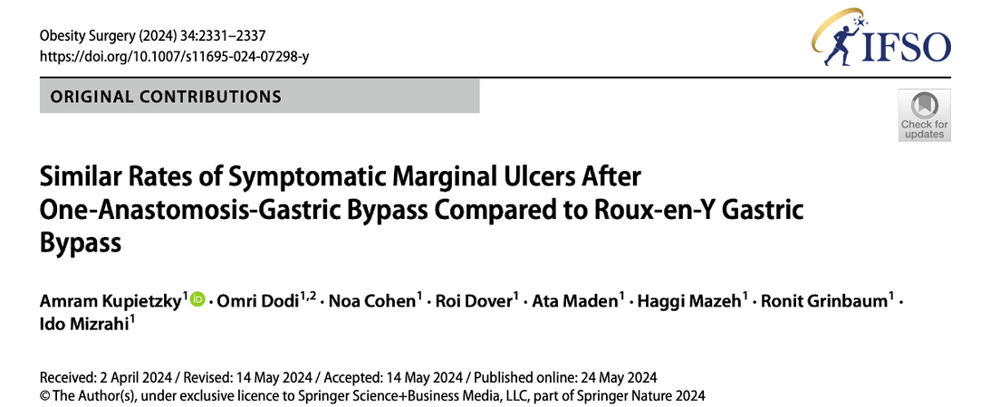 Obesity Surgery (2024) 34:2331–2337
https://doi.org/10.1007/s11695-024-07298-y
IFSO
ORIGINAL CONTRIBUTIONS
Check for
updates
Similar Rates of Symptomatic Marginal Ulcers After
One-Anastomosis-Gastric Bypass Compared to Roux-en-Y Gastric
Bypass
Amram Kupietzky1 iD · Omri Dodi1,2 · Noa Cohen1 · Roi Dover1 · Ata Maden1 · Haggi Mazeh1 · Ronit Grinbaum1 ·
Ido Mizrahi1
Received: 2 April 2024 / Revised: 14 May 2024 / Accepted: 14 May 2024 / Published online: 24 May 2024
© The Author(s), under exclusive licence to Springer Science+Business Media, LLC, part of Springer Nature 2024